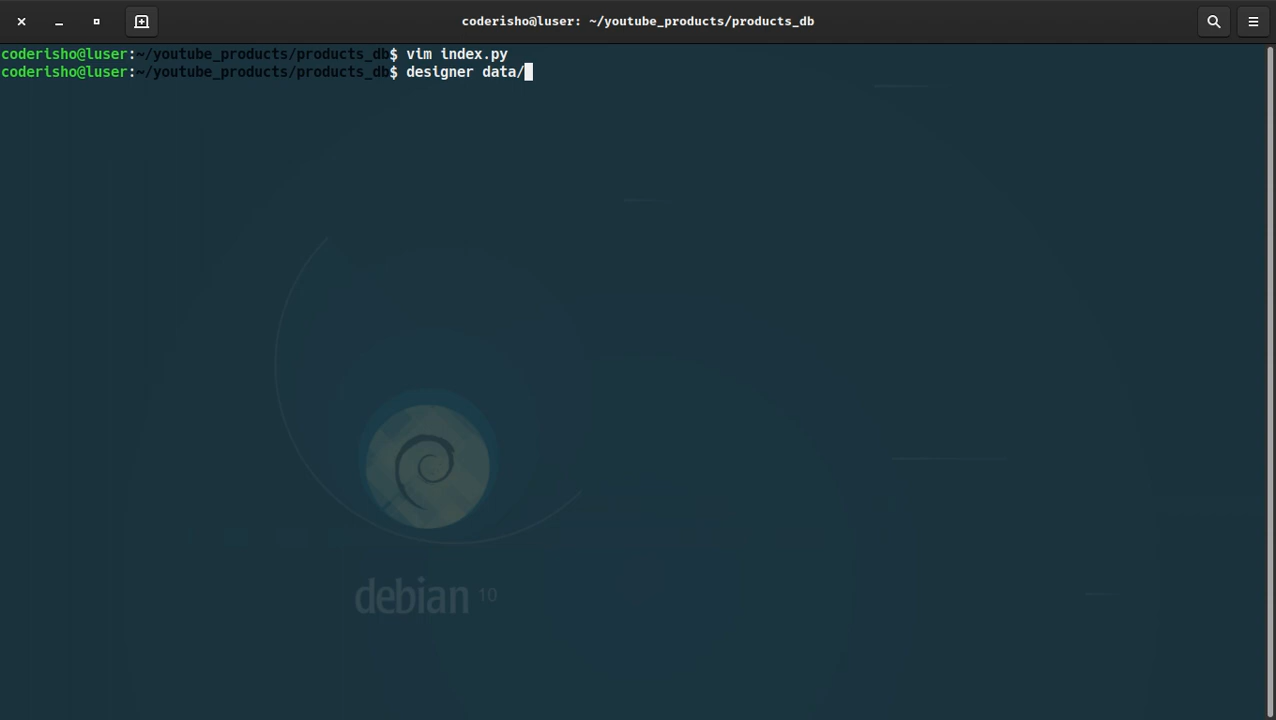 coderisho@luser: ~/youtube_products/products_db
coderisho@luser:~/youtube_products/products_db$ vim index.py
coderisho@luser:~/youtube_products/products_db$ designer data/
debian 10